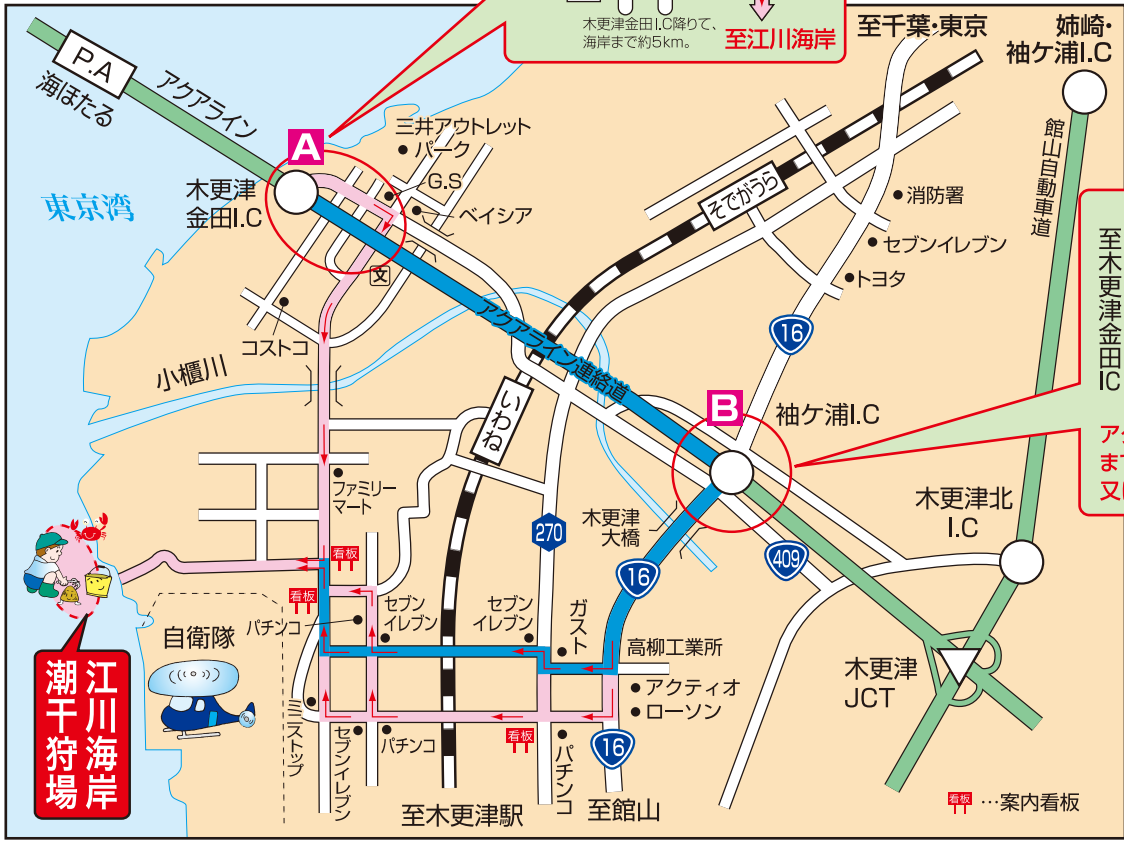 木更津金田I.C降りて、
海岸まで約5km。
至江川海岸
至千葉・東京
姉崎・
袖ケ浦I.C
P.A
海ほたる
アクアライン
A
三井アウトレット
パーク
G.S
ベイシア
木更津
金田I.C
東京湾
文
コストコ
小櫃川
そでがうら
消防署
セブンイレブン
トヨタ
館山自動車道
16
アクアライン連絡道
いわね
B
袖ケ浦I.C
至木更津金田IC
ファミリー
マート
270
木更津
大橋
16
409
木更津北
I.C
看板
看板
パチンコ
セブン
イレブン
セブン
イレブン
ガスト
高柳工業所
アクティオ
ローソン
木更津
JCT
自衛隊
江川海岸
潮干狩場
ミニストップ
セブンイレブン
パチンコ
看板
パチンコ
16
至木更津駅
至館山
看板 …案内看板